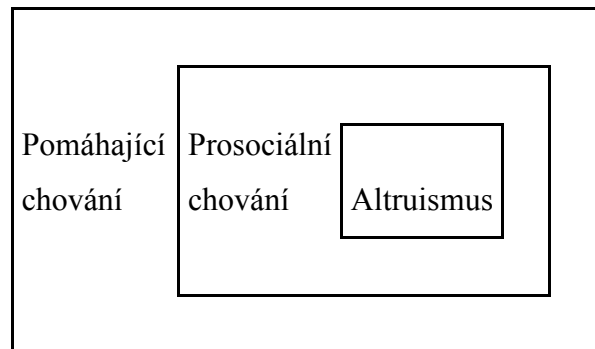 Pomáhající
chování
Prosociální
chování
Altruismus